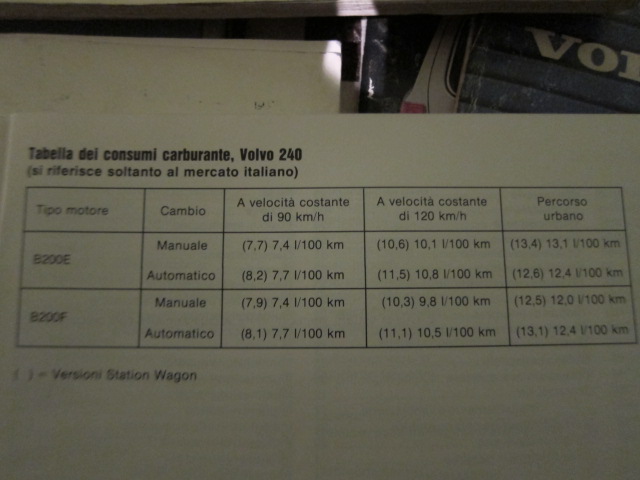 VOL
Tabella dei consumi carburante, Volvo 240
(si riferisce soltanto al mercato italiano)
Tipo motore Cambio A velocità costante di 90 km/h A velocità costante di 120 km/h Percorso urbano
B200E Manuale (7,7) 7,4 l/100 km (10,6) 10,1 l/100 km (13,4) 13,1 l/100 km
Automatico (8,2) 7,7 l/100 km (11,5) 10,8 l/100 km (12,6) 12,4 l/100 km
B200F Manuale (7,9) 7,4 l/100 km (10,3) 9,8 l/100 km (12,5) 12,0 l/100 km
Automatico (8,1) 7,7 l/100 km (11,1) 10,5 l/100 km (13,1) 12,4 l/100 km
( ) = Versioni Station Wagon